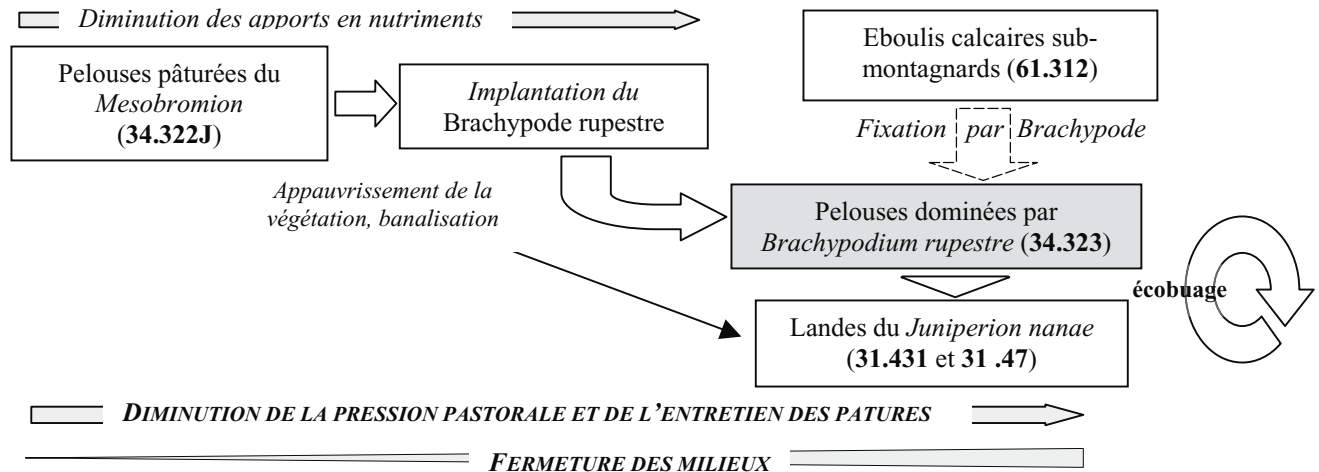 Diminution des apports en nutriments
Pelouses pâturées du
Mesobromion
(34.322J)
Implantation du
Brachypode rupestre
Eboulis calcaires sub-
montagnards (61.312)
Fixation par Brachypode
Appauvrissement de la
végétation, banalisation
Pelouses dominées par
Brachypodium rupestre (34.323)
écobuage
Landes du Juniperion nanae
(31.431 et 31 .47)
DIMINUTION DE LA PRESSION PASTORALE ET DE L'ENTRETIEN DES PATURES
FERMETURE DES MILIEUX